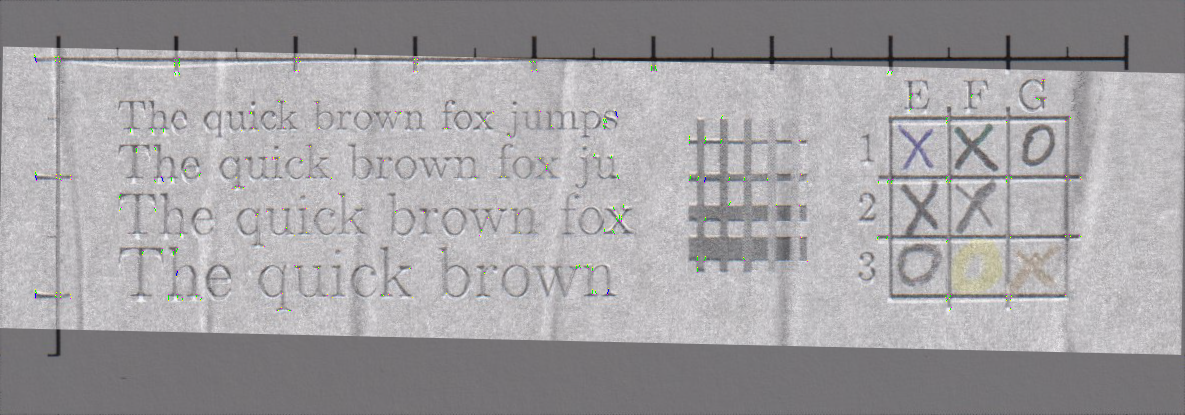 The quick brown fox jumps
The quick brown fox ju
The quick brown fox
The quick brown
E F G
1 X X O
2 X X
3 O O X